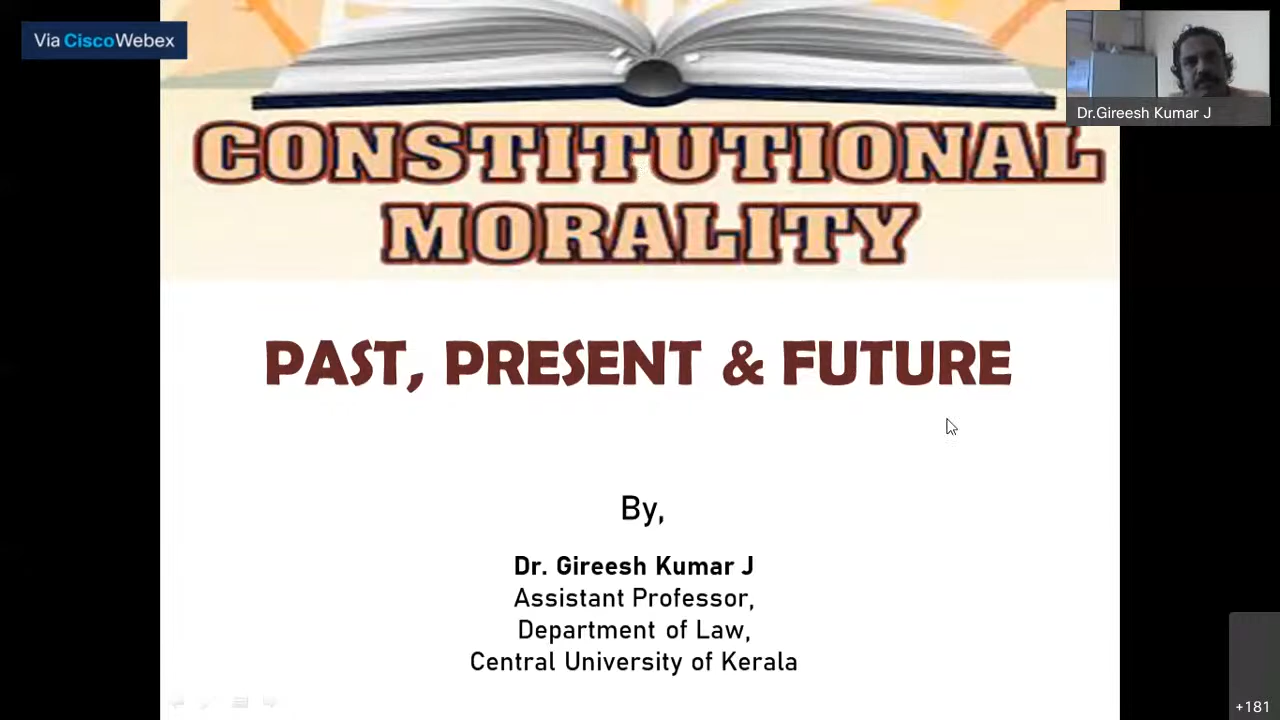 Via CiscoWebex
Dr.Gireesh Kumar J
CONSTITUTIONAL
MORALITY
PAST, PRESENT & FUTURE
By,
Dr. Gireesh Kumar J
Assistant Professor,
Department of Law,
Central University of Kerala
+181